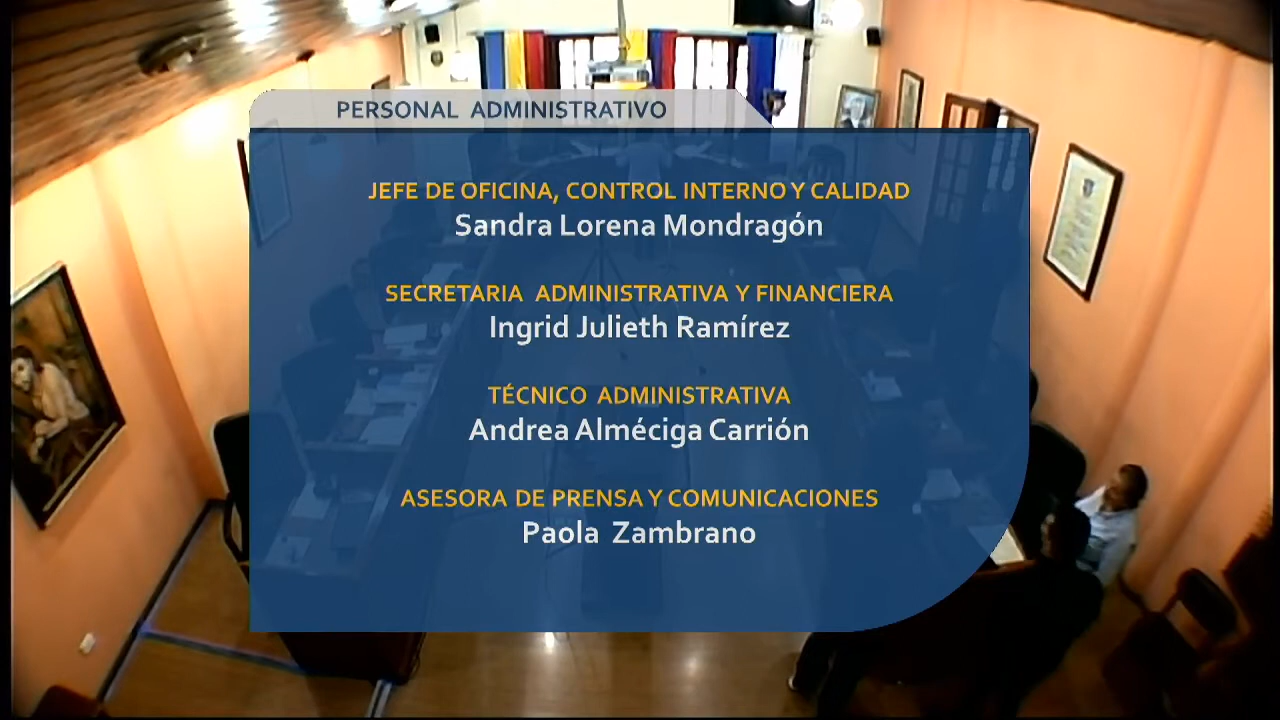 PERSONAL ADMINISTRATIVO
JEFE DE OFICINA, CONTROL INTERNO Y CALIDAD
Sandra Lorena Mondragón
SECRETARIA ADMINISTRATIVA Y FINANCIERA
Ingrid Julieth Ramírez
TÉCNICO ADMINISTRATIVA
Andrea Alméciga Carrión
ASESORA DE PRENSA Y COMUNICACIONES
Paola Zambrano